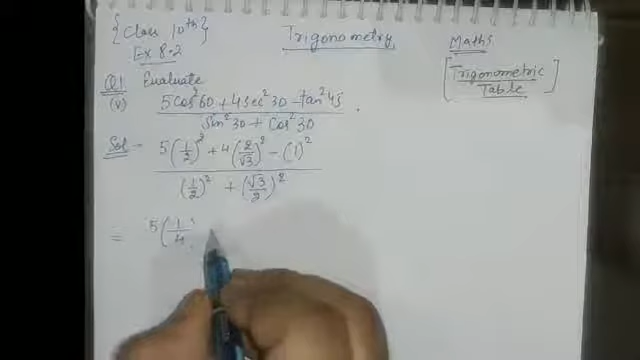 {Class 10th} Trigonometry Maths
Ex 8.2 [Trigonometric Table]
Q1 Evaluate
(v) 5cos²60 + 4sec²30 - tan²45
sin²30 + cos²30 .
Sol - 5(1/2)² + 4(2/√3)² - (1)²
(1/2)² + (√3/2)²
= 5(1/4)